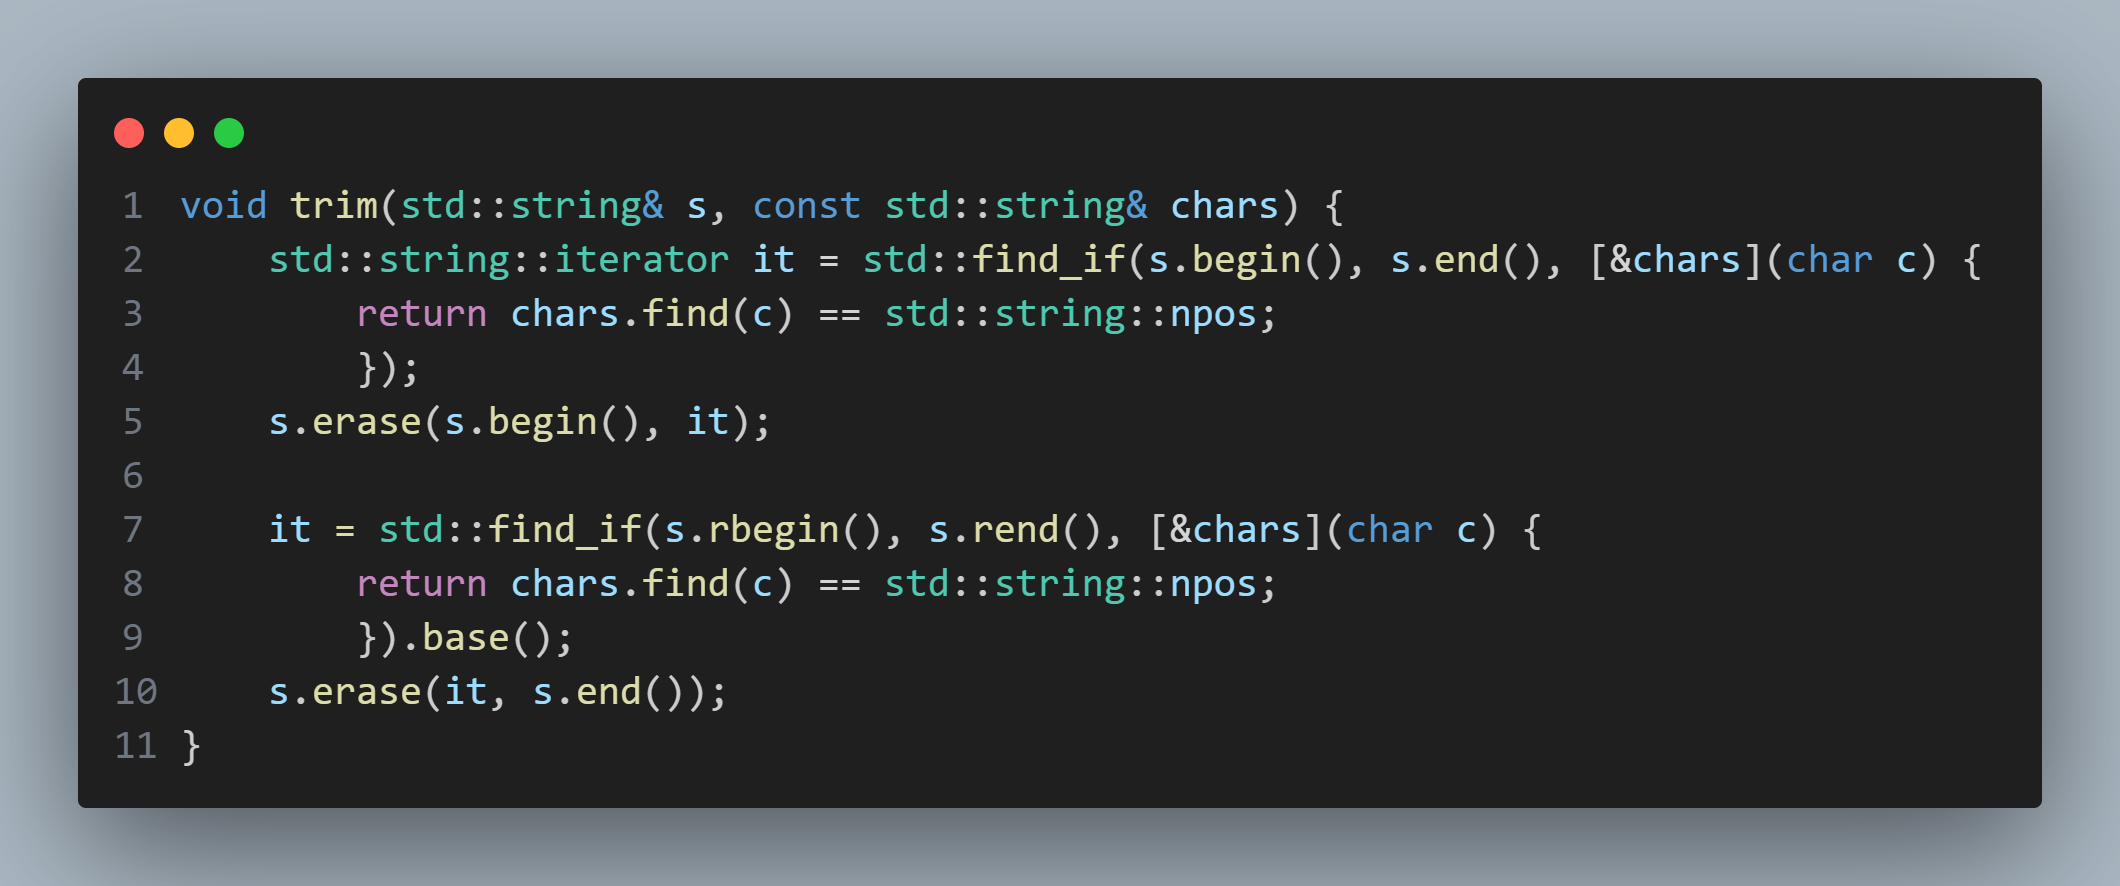 1 void trim(std::string& s, const std::string& chars) {
2     std::string::iterator it = std::find_if(s.begin(), s.end(), [&chars](char c) {
3         return chars.find(c) == std::string::npos;
4         });
5     s.erase(s.begin(), it);
6
7     it = std::find_if(s.rbegin(), s.rend(), [&chars](char c) {
8         return chars.find(c) == std::string::npos;
9         }).base();
10     s.erase(it, s.end());
11 }